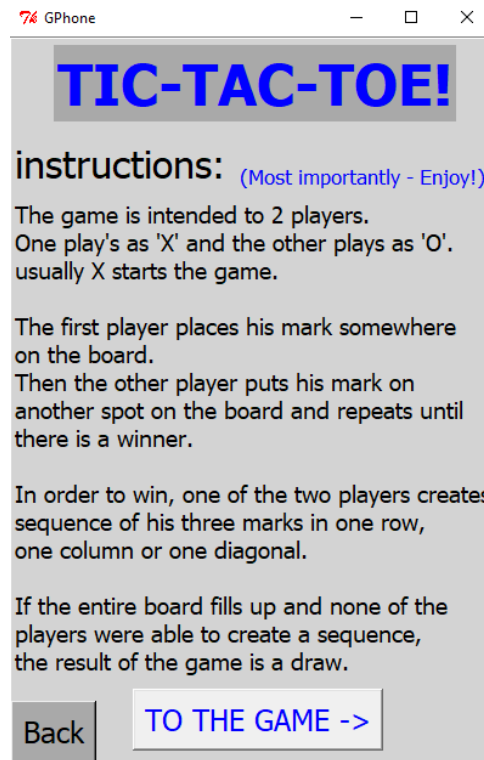 GPhone
TIC-TAC-TOE!
instructions: (Most importantly - Enjoy!)
The game is intended to 2 players.
One play's as 'X' and the other plays as 'O'.
usually X starts the game.
The first player places his mark somewhere
on the board.
Then the other player puts his mark on
another spot on the board and repeats until
there is a winner.
In order to win, one of the two players creates
sequence of his three marks in one row,
one column or one diagonal.
If the entire board fills up and none of the
players were able to create a sequence,
the result of the game is a draw.
Back
TO THE GAME ->